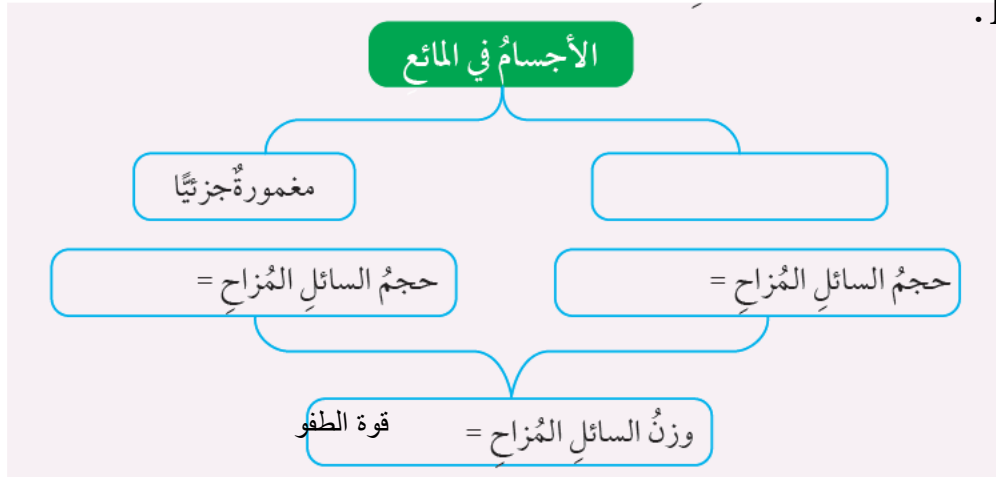 الأجسامُ في المائعِ
مغمورةٌ جزئيًّا
حجمُ السائلِ المُزاحِ =
حجمُ السائلِ المُزاحِ =
وزنُ السائلِ المُزاحِ = قوة الطفو